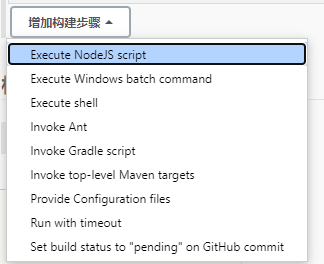 增加构建步骤
Execute NodeJS script
Execute Windows batch command
Execute shell
Invoke Ant
Invoke Gradle script
Invoke top-level Maven targets
Provide Configuration files
Run with timeout
Set build status to "pending" on GitHub commit